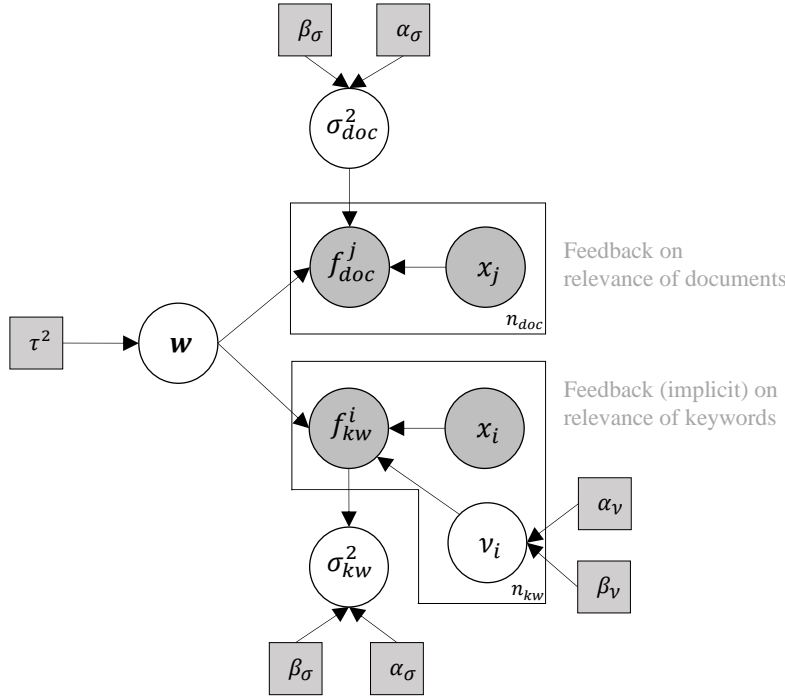 β_σ α_σ
σ²_doc
f^j_doc x_j
n_doc
Feedback on
relevance of documents
τ² w
f^i_kw x_i
Feedback (implicit) on
relevance of keywords
α_ν
σ²_kw ν_i
n_kw β_ν
β_σ α_σ